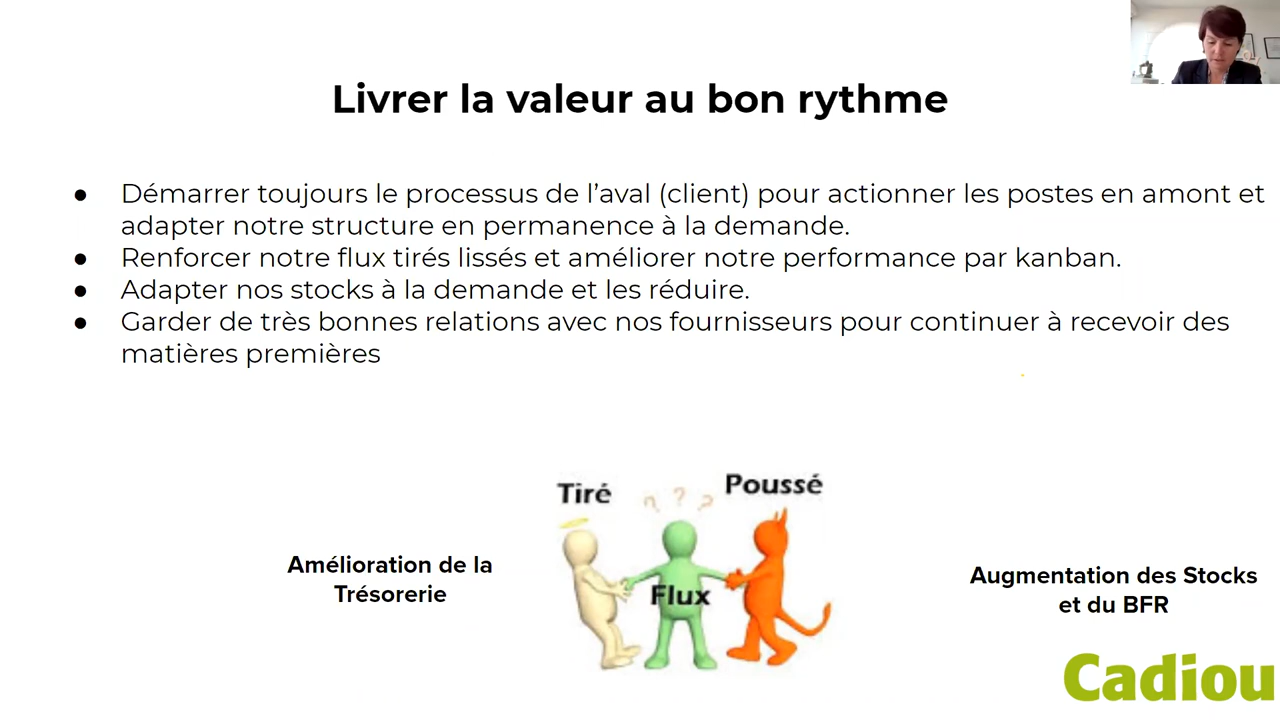 Livrer la valeur au bon rythme
● Démarrer toujours le processus de l'aval (client) pour actionner les postes en amont et
adapter notre structure en permanence à la demande.
● Renforcer notre flux tirés lissés et améliorer notre performance par kanban.
● Adapter nos stocks à la demande et les réduire.
● Garder de très bonnes relations avec nos fournisseurs pour continuer à recevoir des
matières premières
Tiré
? ? ?
Poussé
Flux
Amélioration de la
Trésorerie
Augmentation des Stocks
et du BFR
Cadiou